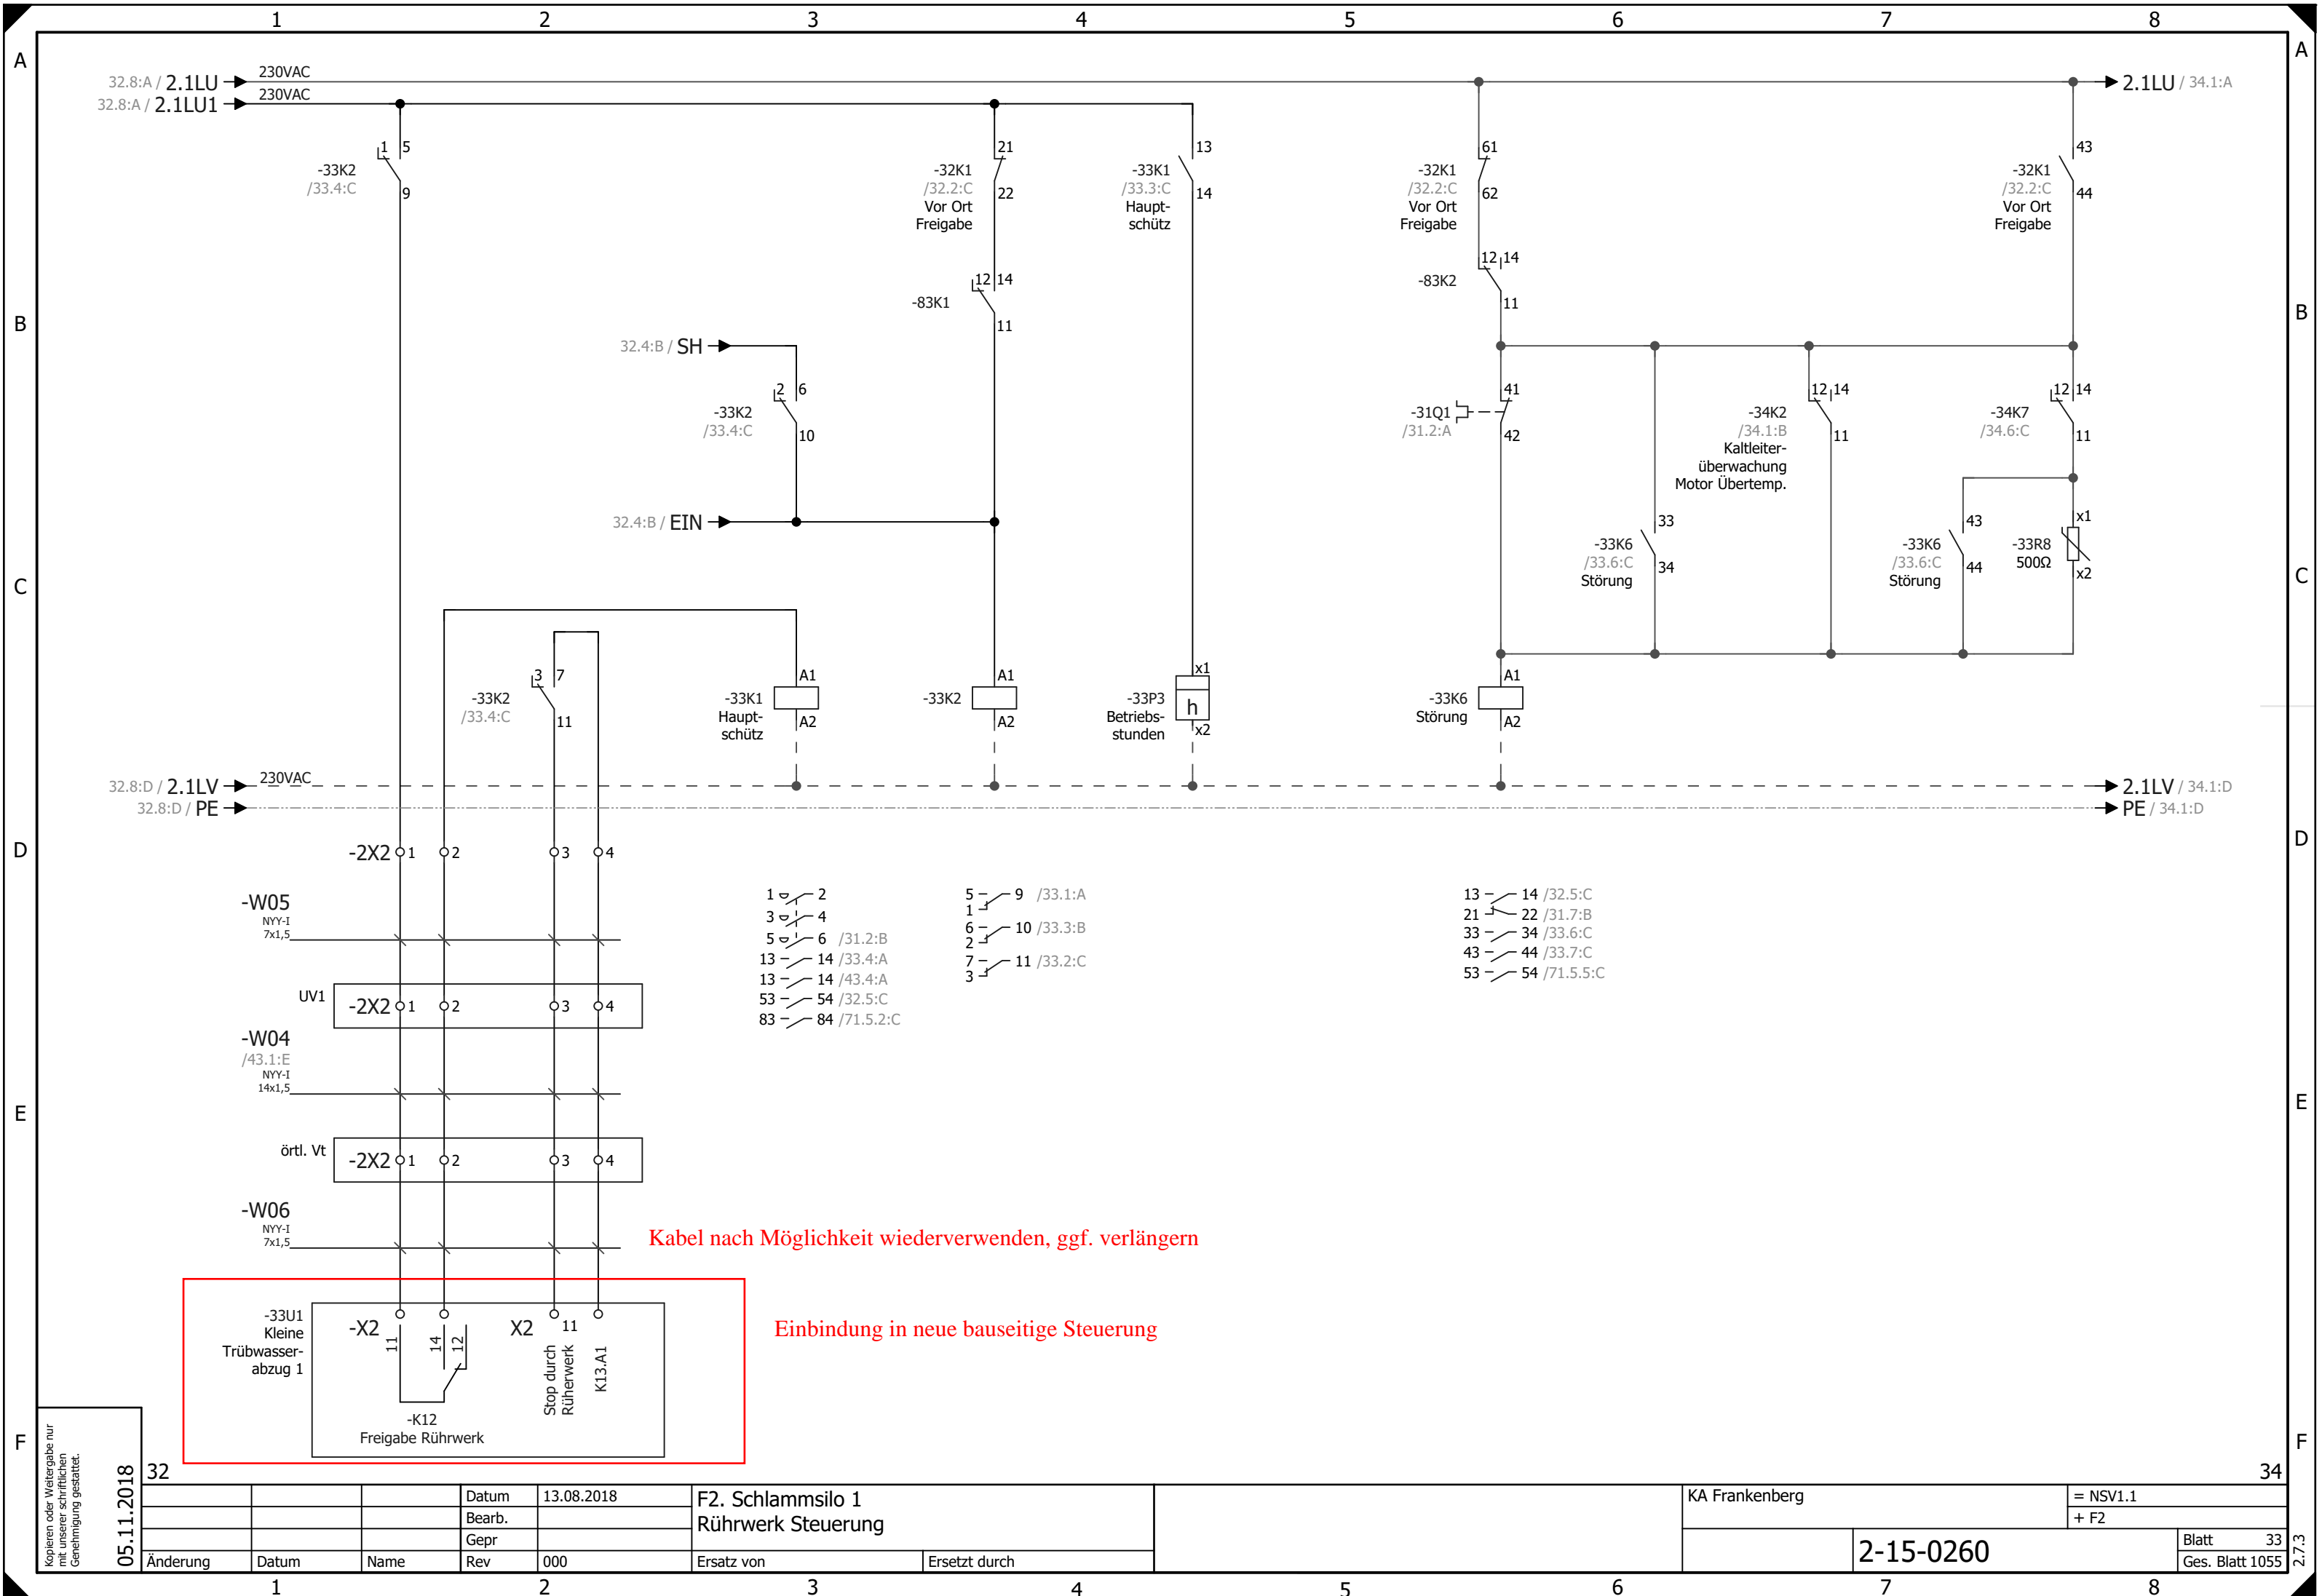 1 2 3 4 5 6 7 8
A A
32.8:A / 2.1LU 230VAC 2.1LU / 34.1:A
32.8:A / 2.1LU1 230VAC
1 5
-33K2
/33.4:C
9
21
-32K1
/32.2:C
22
Vor Ort
Freigabe
13
-33K1
/33.3:C
14
Haupt-
schütz
61
-32K1
/32.2:C
62
Vor Ort
Freigabe
43
-32K1
/32.2:C
44
Vor Ort
Freigabe
12 14
-83K1
11
12 14
-83K2
11
B B
32.4:B / SH
2 6
-33K2
/33.4:C
10
41
-31Q1
/31.2:A
42
12 14
-34K2
/34.1:B
11
Kaltleiter-
überwachung
Motor Übertemp.
12 14
-34K7
/34.6:C
11
32.4:B / EIN
33
-33K6
/33.6:C
34
Störung
43
-33K6
/33.6:C
44
Störung
x1
-33R8
500Ω
x2
C C
3 7
-33K2
/33.4:C
11
A1
-33K1
Haupt-
schütz
A2
A1
-33K2
A2
x1
-33P3
h
Betriebs-
stunden
x2
A1
-33K6
Störung
A2
32.8:D / 2.1LV 230VAC 2.1LV / 34.1:D
32.8:D / PE PE / 34.1:D
D D
-2X2 1 2 3 4
-W05
NYY-I
7x1,5
1 2
3 4
5 6 /31.2:B
13 14 /33.4:A
13 14 /43.4:A
53 54 /32.5:C
83 84 /71.5.2:C
5 9 /33.1:A
1
6 10 /33.3:B
2
7 11 /33.2:C
3
13 14 /32.5:C
21 22 /31.7:B
33 34 /33.6:C
43 44 /33.7:C
53 54 /71.5.5:C
UV1 -2X2 1 2 3 4
-W04
/43.1:E
NYY-I
14x1,5
E E
örtl. Vt -2X2 1 2 3 4
-W06
NYY-I
7x1,5
Kabel nach Möglichkeit wiederverwenden, ggf. verlängern
Einbindung in neue bauseitige Steuerung
-33U1
Kleine
Trübwasser-
abzug 1
-X2 11 14 12 X2 11
Stop durch
Rüherwerk
K13.A1
-K12
Freigabe Rührwerk
F F
Kopieren oder Weitergabe nur
mit unserer schriftlichen
Genehmigung gestattet.
05.11.2018
32 34
Datum 13.08.2018
Bearb.
Gepr
Änderung Datum Name Rev 000
F2. Schlammsilo 1
Rührwerk Steuerung
Ersatz von Ersetzt durch
KA Frankenberg
2-15-0260
= NSV1.1
+ F2
Blatt 33
Ges. Blatt 1055
2.7.3
1 2 3 4 5 6 7 8